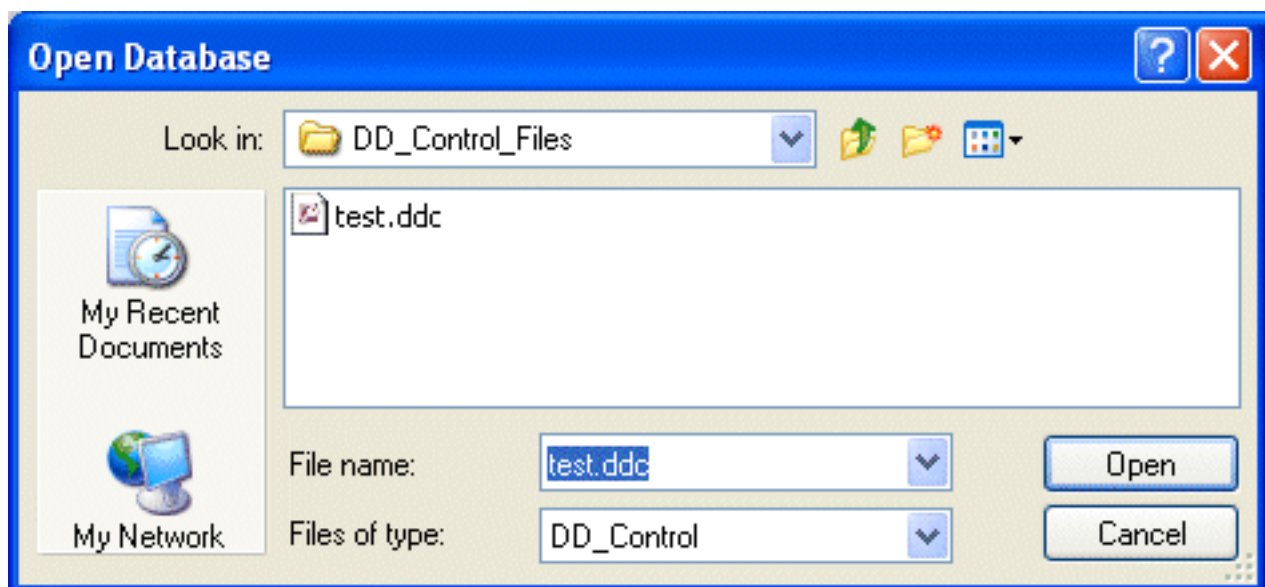 Open Database
?
Look in: DD_Control_Files
test.ddc
My Recent
Documents
My Network
File name: test.ddc
Open
Files of type: DD_Control
Cancel